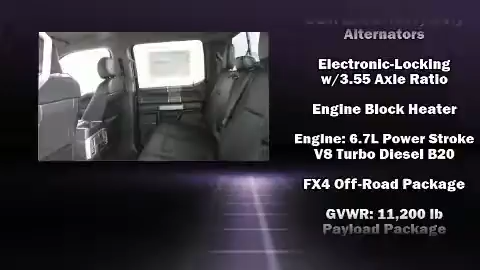 Alternators
Electronic-Locking
w/3.55 Axle Ratio
Engine Block Heater
Engine: 6.7L Power Stroke
V8 Turbo Diesel B20
FX4 Off-Road Package
GVWR: 11,200 lb
Payload Package